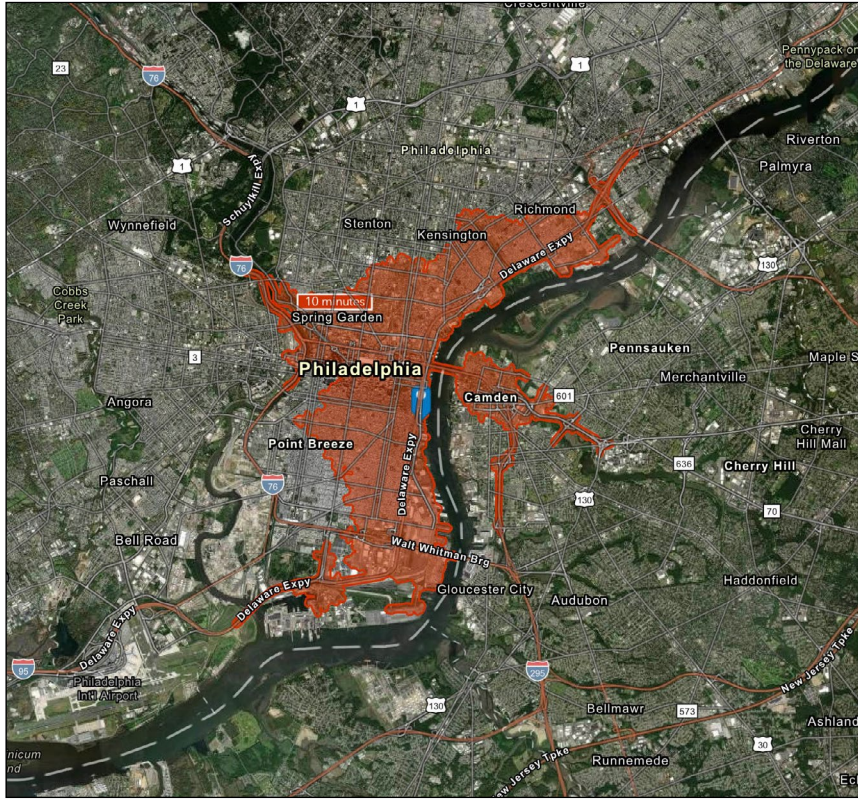 Crescentville
Pennypack on
the Delaware
1
23
76
1
Riverton
Philadelphia
1
Palmyra
Schuylkill Expy
Richmond
Wynnefield
Stenton
Kensington
Delaware Expy
76
130
Cobbs
Creek
Park
10 minutes
Spring Garden
Pennsauken
3
Maple S
Philadelphia
Merchantville
Angora
Camden
601
Cherry
Hill Mall
Point Breeze
Delaware Expy
636
Cherry Hill
Paschall
76
130
70
Bell Road
Walt Whitman Brg
Delaware Expy
Gloucester City
Haddonfield
Audubon
Delaware Expy
95
Philadelphia
Int'l Airport
295
New Jersey Tpke
130
Bellmawr
573
Ashland
30
nicum
nd
ew Jersey Tpke
Runnemede
Ec